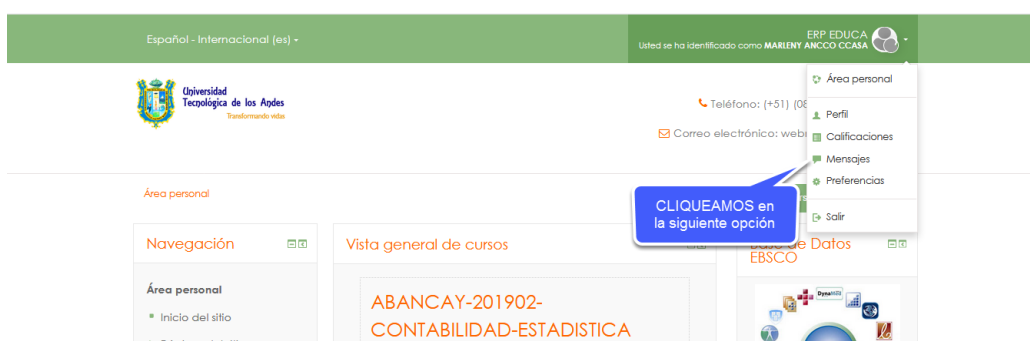 Español - Internacional (es)
ERP EDUCA
Usted se ha identificado como MARLENY ANCCO CCASA
Universidad
Tecnológica de los Andes
Transformando vidas
Teléfono: (+51) (08
Correo electrónico: web
Área personal
Perfil
Calificaciones
Mensajes
Preferencias
Salir
Área personal
CLIQUEAMOS en
la siguiente opción
Navegación
Vista general de cursos
Base de Datos
EBSCO
Área personal
Inicio del sitio
ABANCAY-201902-
CONTABILIDAD-ESTADISTICA
DynaMed